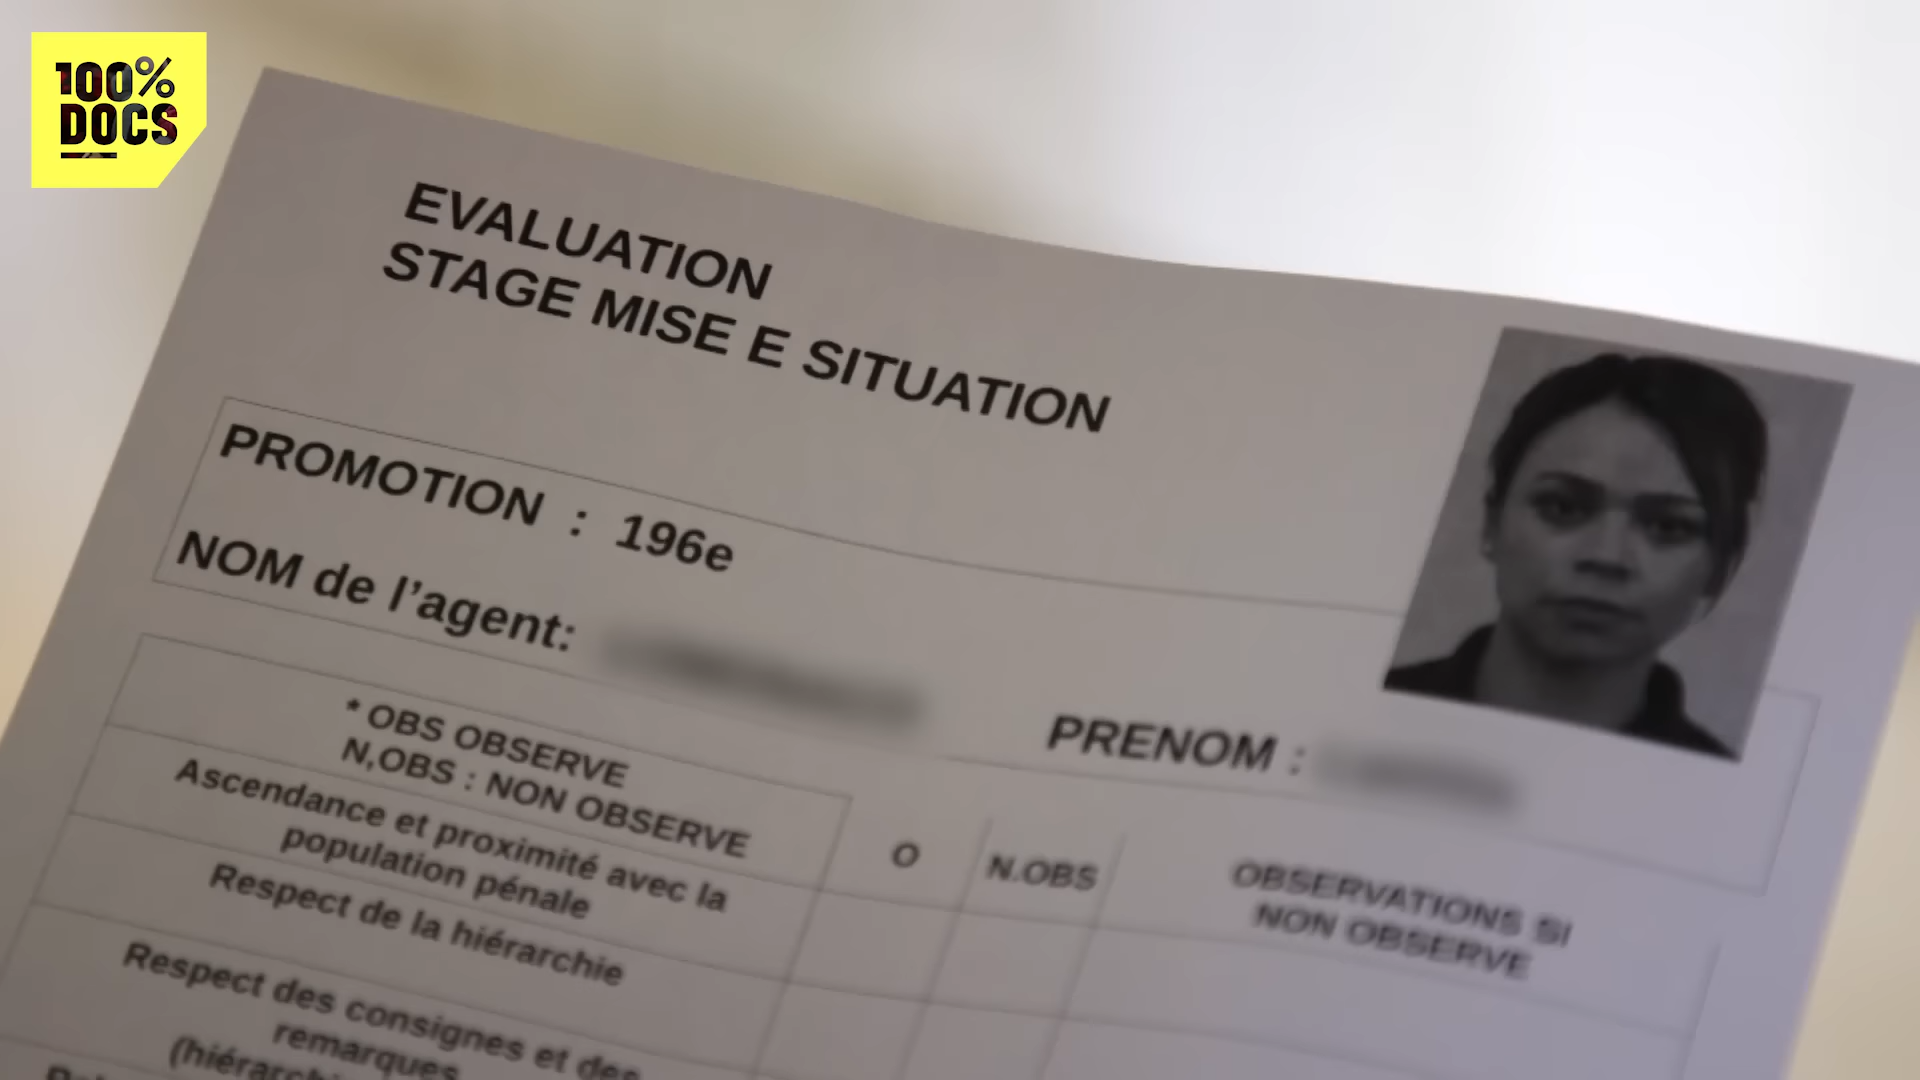 100%
DOCS
EVALUATION
STAGE MISE E SITUATION
PROMOTION : 196e
NOM de l’agent:
PRENOM :
* OBS OBSERVE
N,OBS : NON OBSERVE
O
N.OBS
OBSERVATIONS SI
NON OBSERVE
Ascendance et proximité avec la
population pénale
Respect de la hiérarchie
Respect des consignes et des
remarques